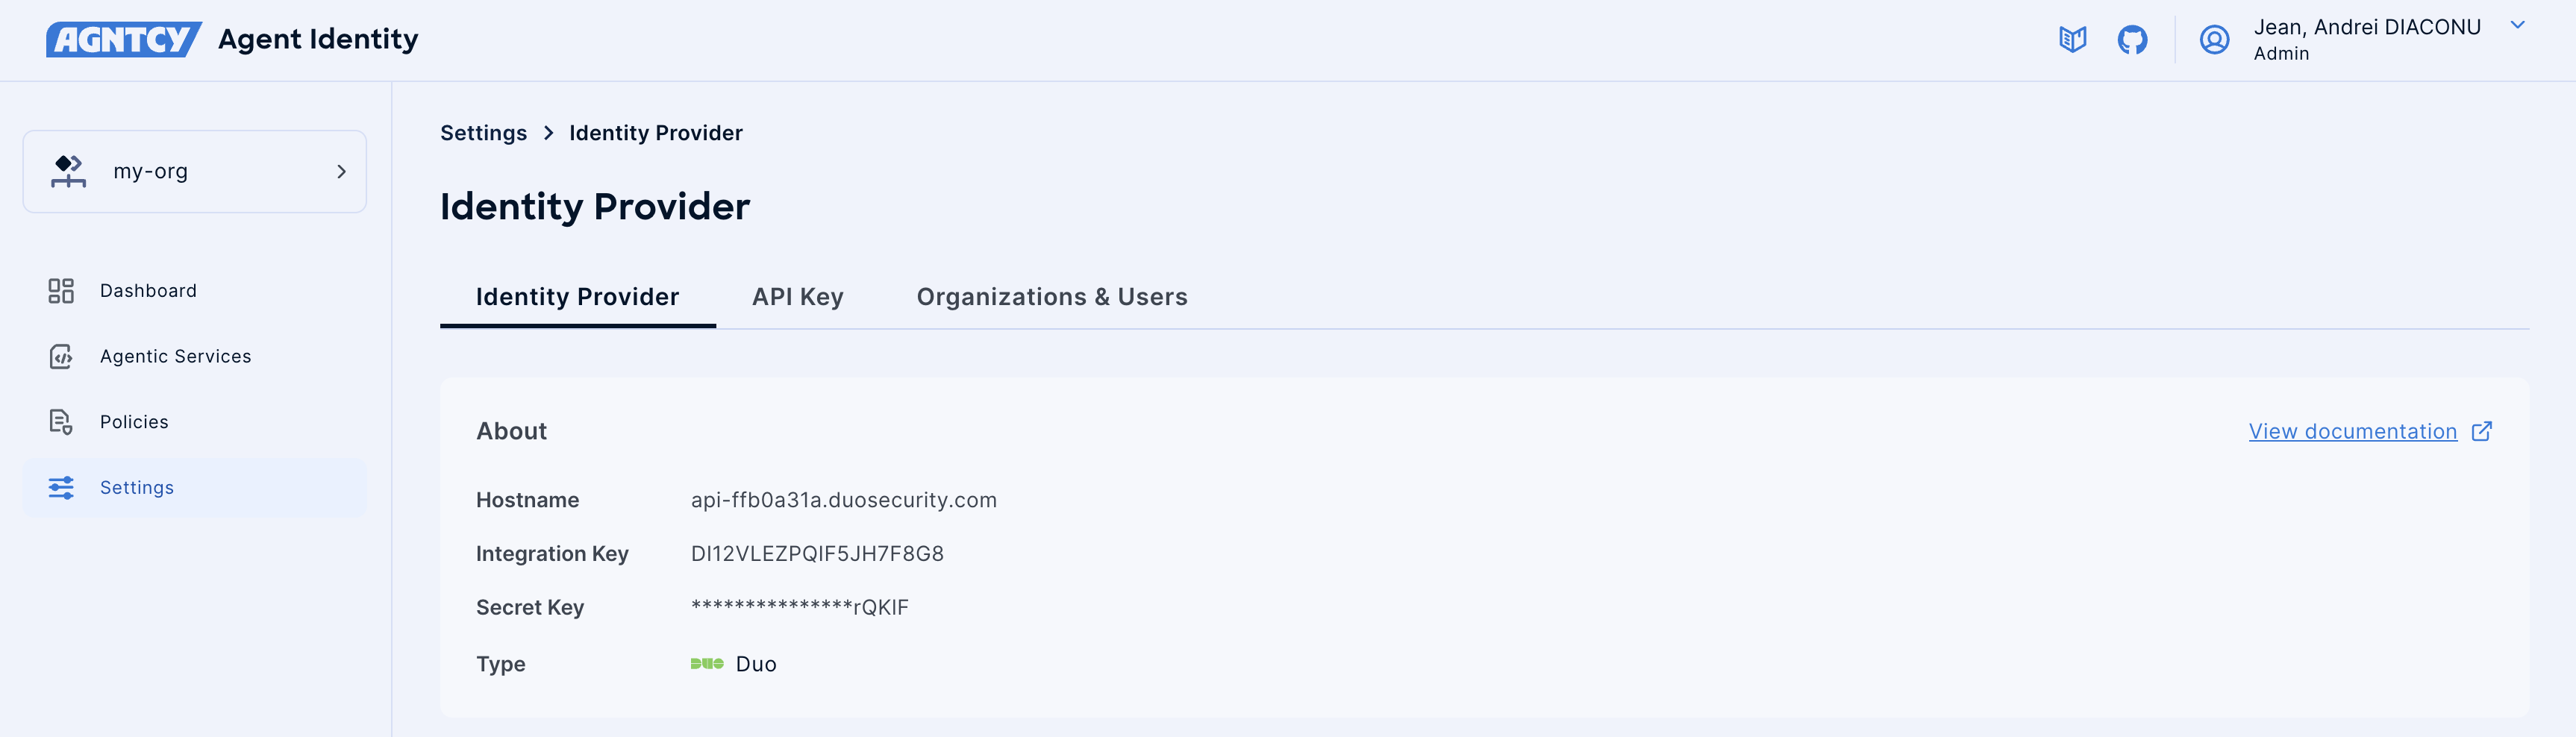 AGNTCY Agent Identity
Jean, Andrei DIACONU
Admin
my-org
Dashboard
Agentic Services
Policies
Settings
Settings > Identity Provider
Identity Provider
Identity Provider API Key Organizations & Users
About View documentation
Hostname api-ffb0a31a.duosecurity.com
Integration Key DI12VLEZPQIF5JH7F8G8
Secret Key ***************rQKIF
Type DUO Duo